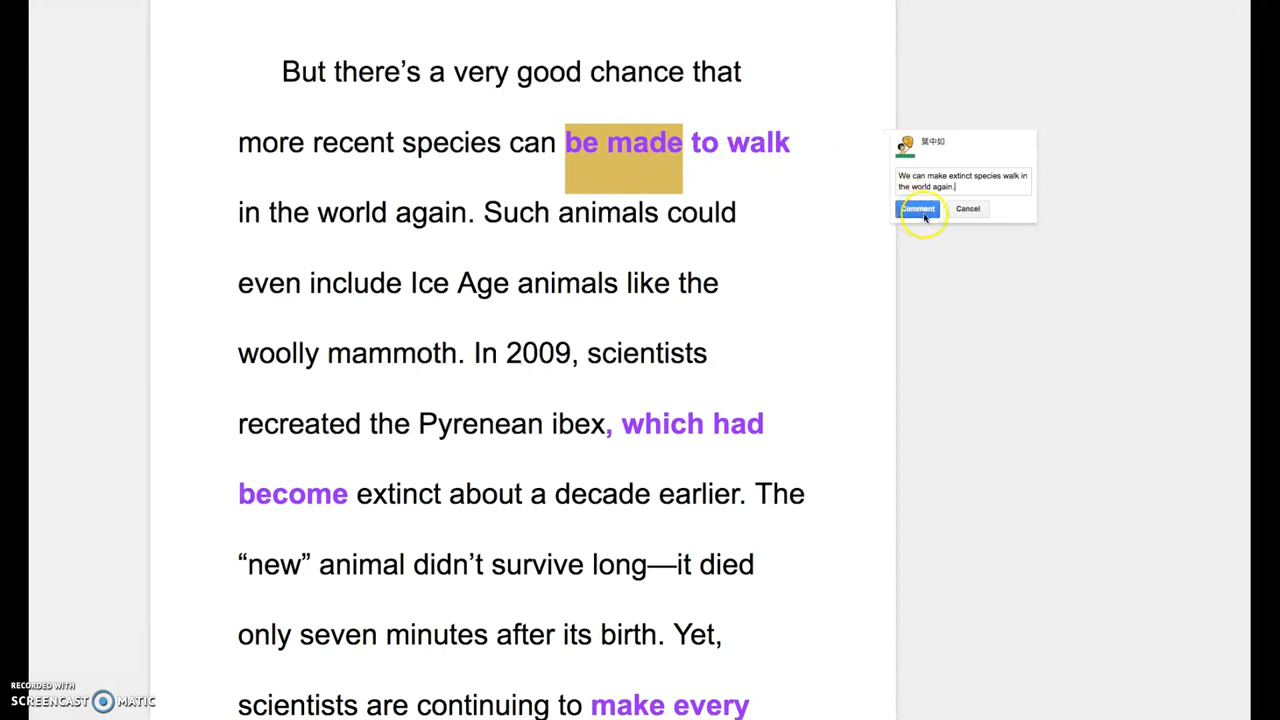 But there’s a very good chance that
more recent species can be made to walk
in the world again. Such animals could
even include Ice Age animals like the
woolly mammoth. In 2009, scientists
recreated the Pyrenean ibex, which had
become extinct about a decade earlier. The
“new” animal didn’t survive long—it died
only seven minutes after its birth. Yet,
scientists are continuing to make every
葉中如
We can make extinct species walk in
the world again.
Comment Cancel
RECORDED WITH
SCREENCAST MATIC